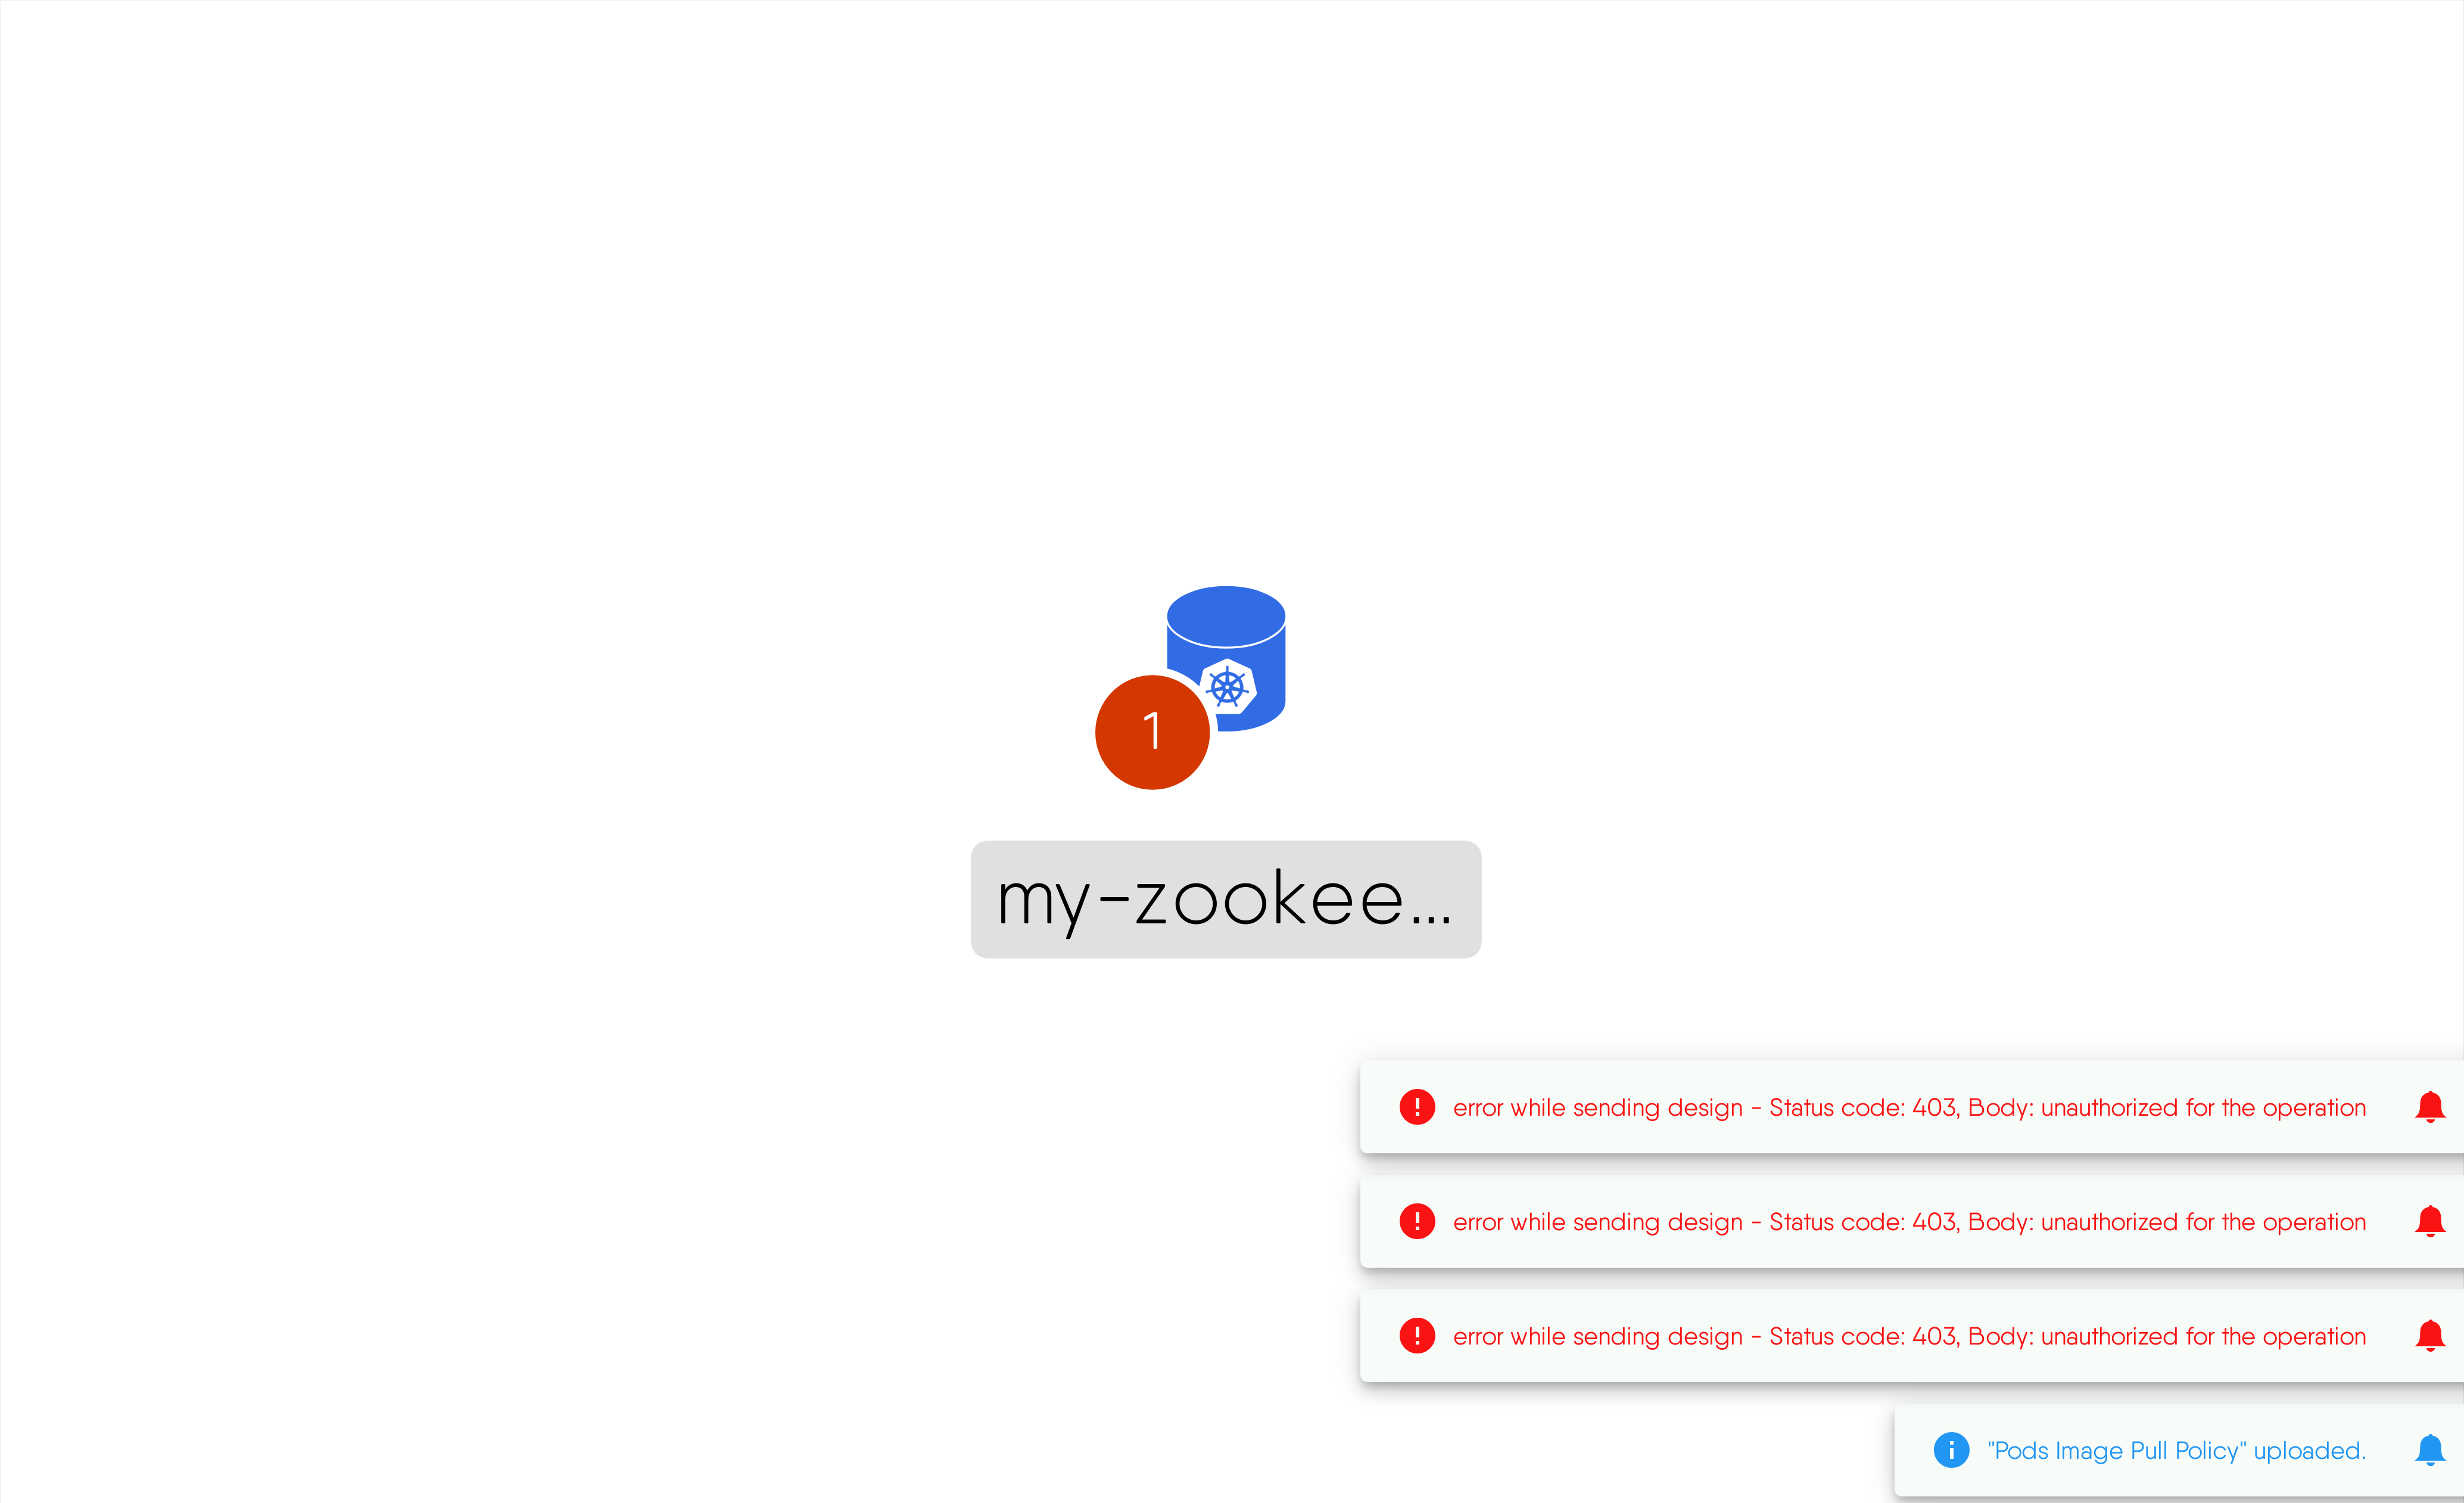 1
my-zookee...
error while sending design - Status code: 403, Body: unauthorized for the operation
error while sending design - Status code: 403, Body: unauthorized for the operation
error while sending design - Status code: 403, Body: unauthorized for the operation
"Pods Image Pull Policy" uploaded.